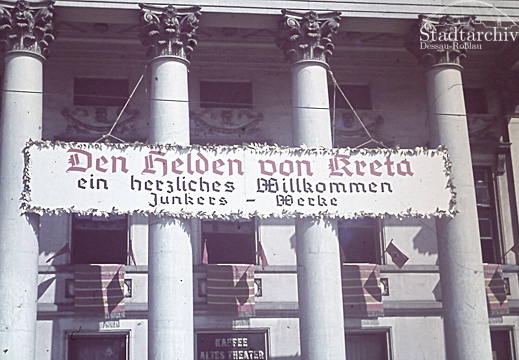 Stadtarchiv
Dessau-Roßlau
Den Helden von Kreta
ein herzliches Willkommen
Junkers - Werke
KAFFEE
ALTES THEATER